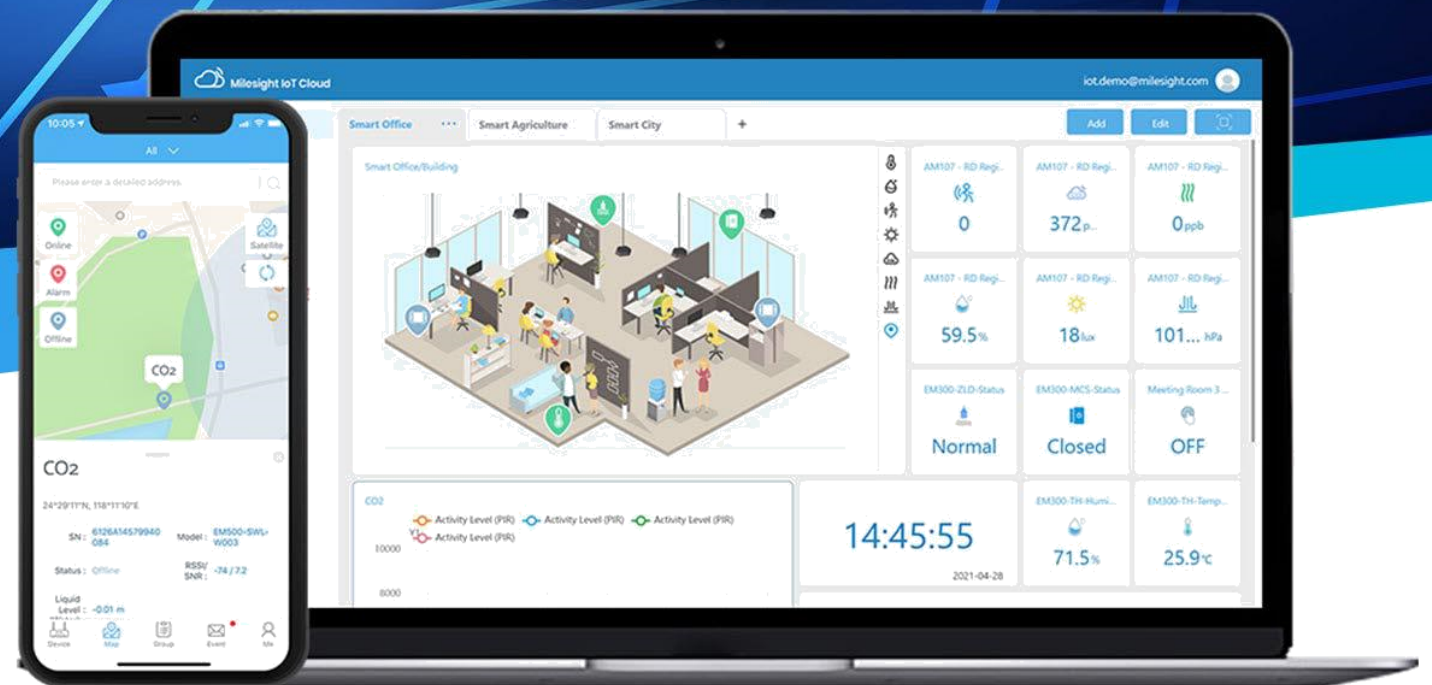 Milesight IoT Cloud
iot.demo@milesight.com
Smart Office ···
Smart Agriculture
Smart City
+
Add
Edit
Smart Office/Building
AM107 - RD Regi...
0
AM107 - RD Regi...
372 p...
AM107 - RD Regi...
0 ppb
AM107 - RD Regi...
59.5 %
AM107 - RD Regi...
18 lux
AM107 - RD Regi...
101... hPa
EM300-ZLD-Status
Normal
EM300-MCS-Status
Closed
Meeting Room 3 ...
OFF
CO2
Activity Level (PIR) Activity Level (PIR) Activity Level (PIR)
Activity Level (PIR)
Y1
10000
8000
14:45:55
2021-04-28
EM300-TH-Humi...
71.5 %
EM300-TH-Temp...
25.9 ℃
10:05
All
Please enter a detailed address.
Online
Alarm
Offline
Satellite
CO2
CO2
24°29'11"N, 118°11'10"E
SN : 6126A14579940
084
Model : EM500-SWL-
W003
Status : Offline
RSSI/
SNR : -74 / 7.2
Liquid
Level : -0.01 m
Device
Map
Group
Event
Me